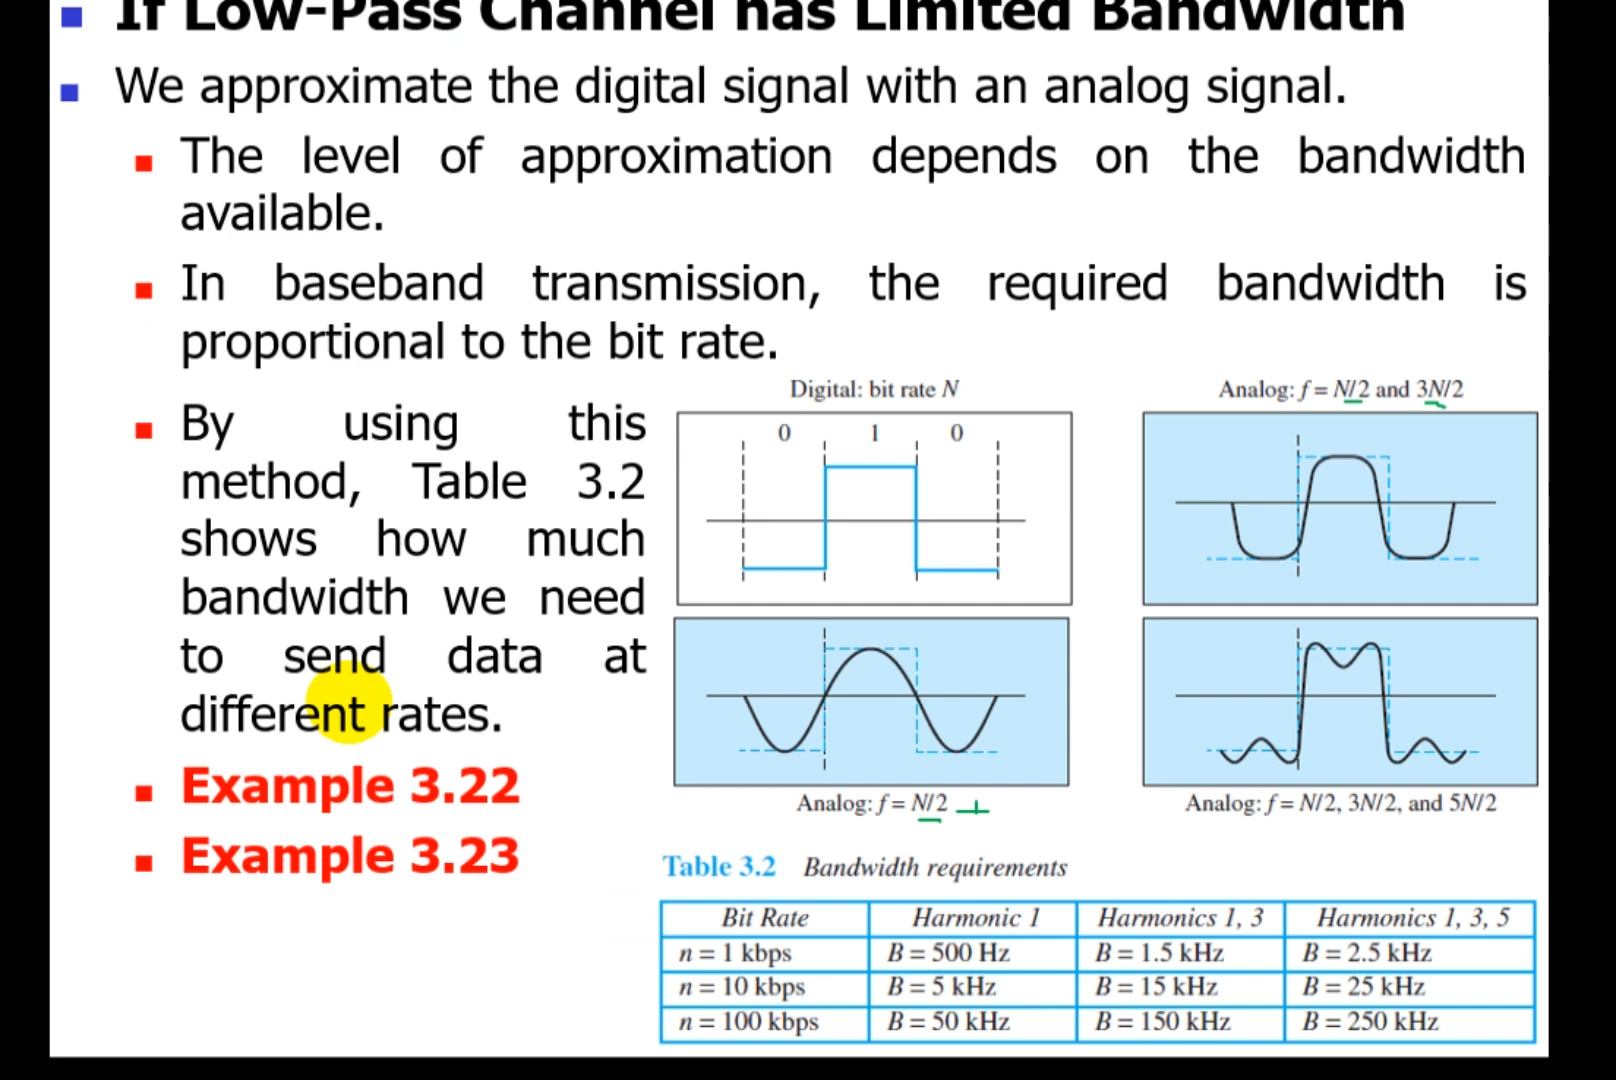 If Low-Pass Channel has Limited Bandwidth
We approximate the digital signal with an analog signal.
The level of approximation depends on the bandwidth
available.
In baseband transmission, the required bandwidth is
proportional to the bit rate.
By using this
method, Table 3.2
shows how much
bandwidth we need
to send data at
different rates.
Example 3.22
Example 3.23
Digital: bit rate N
0 1 0
Analog: f = N/2 and 3N/2
Analog: f = N/2
Analog: f = N/2, 3N/2, and 5N/2
Table 3.2 Bandwidth requirements
Bit Rate Harmonic 1 Harmonics 1, 3 Harmonics 1, 3, 5
n = 1 kbps B = 500 Hz B = 1.5 kHz B = 2.5 kHz
n = 10 kbps B = 5 kHz B = 15 kHz B = 25 kHz
n = 100 kbps B = 50 kHz B = 150 kHz B = 250 kHz